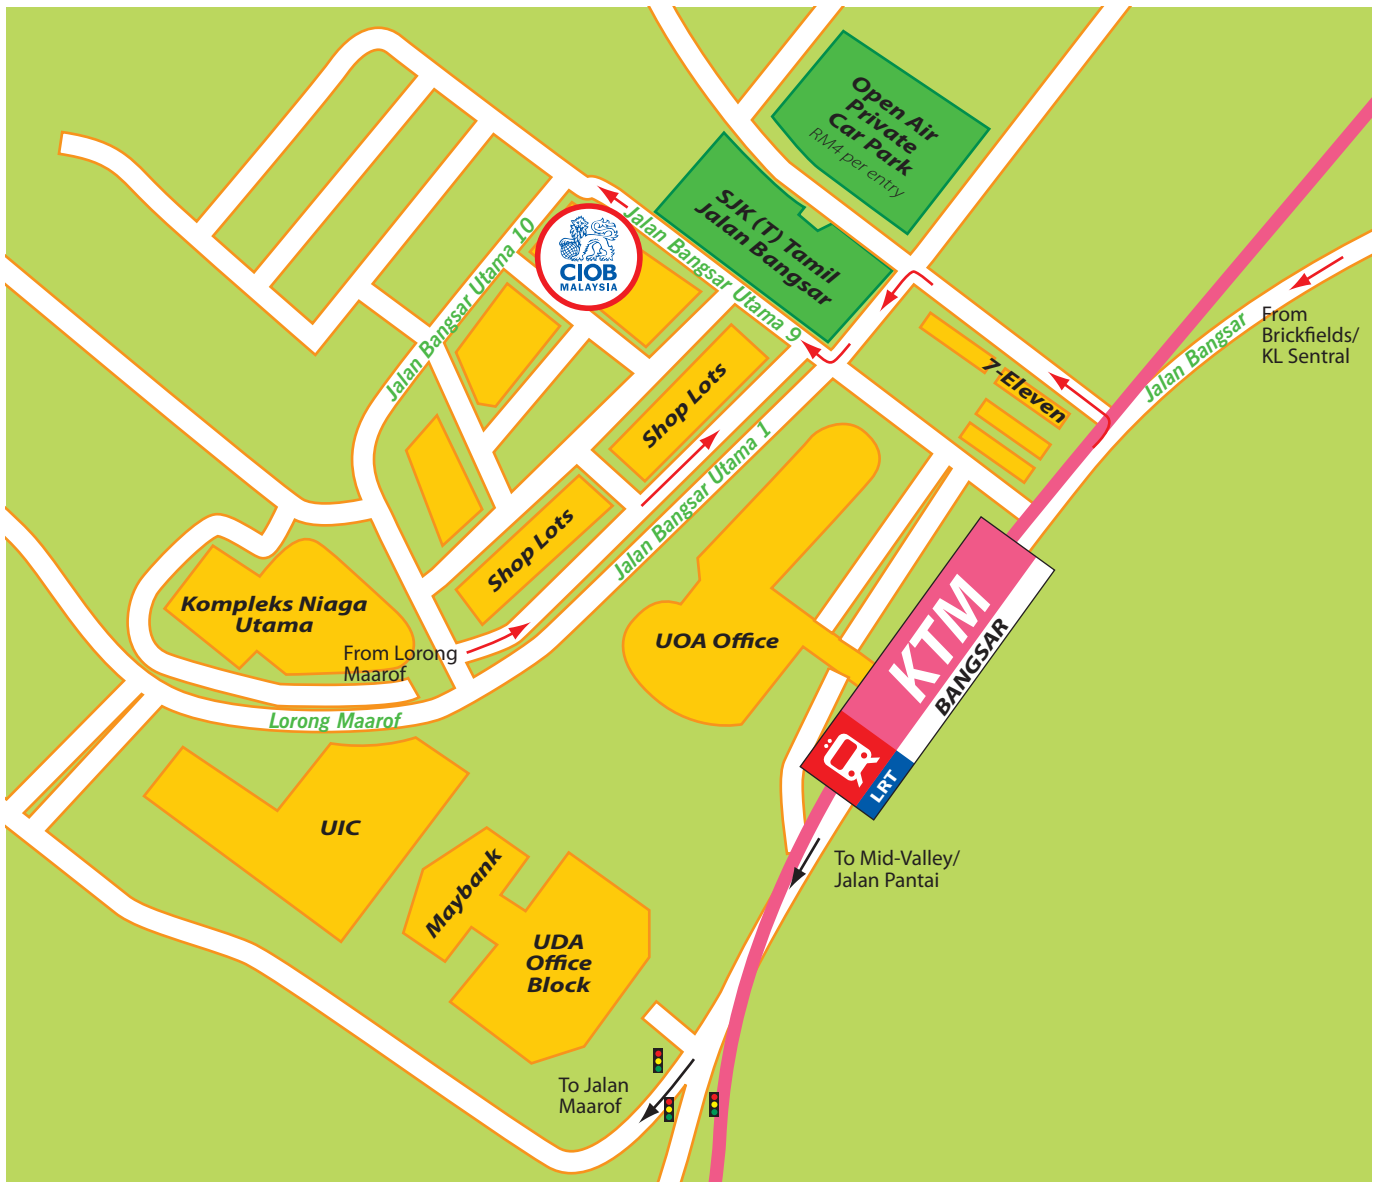 Open Air
Private
Car Park
RM4 per entry
SJK (T) Tamil
Jalan Bangsar
Jalan Bangsar Utama 9
CIOB
MALAYSIA
Jalan Bangsar Utama 10
From
Brickfields/
KL Sentral
Jalan Bangsar
7-Eleven
Shop Lots
Shop Lots
Jalan Bangsar Utama 1
Kompleks Niaga
Utama
From Lorong
Maarof
UOA Office
KTM
BANGSAR
LRT
Lorong Maarof
UIC
Maybank
UDA
Office
Block
To Mid-Valley/
Jalan Pantai
To Jalan
Maarof